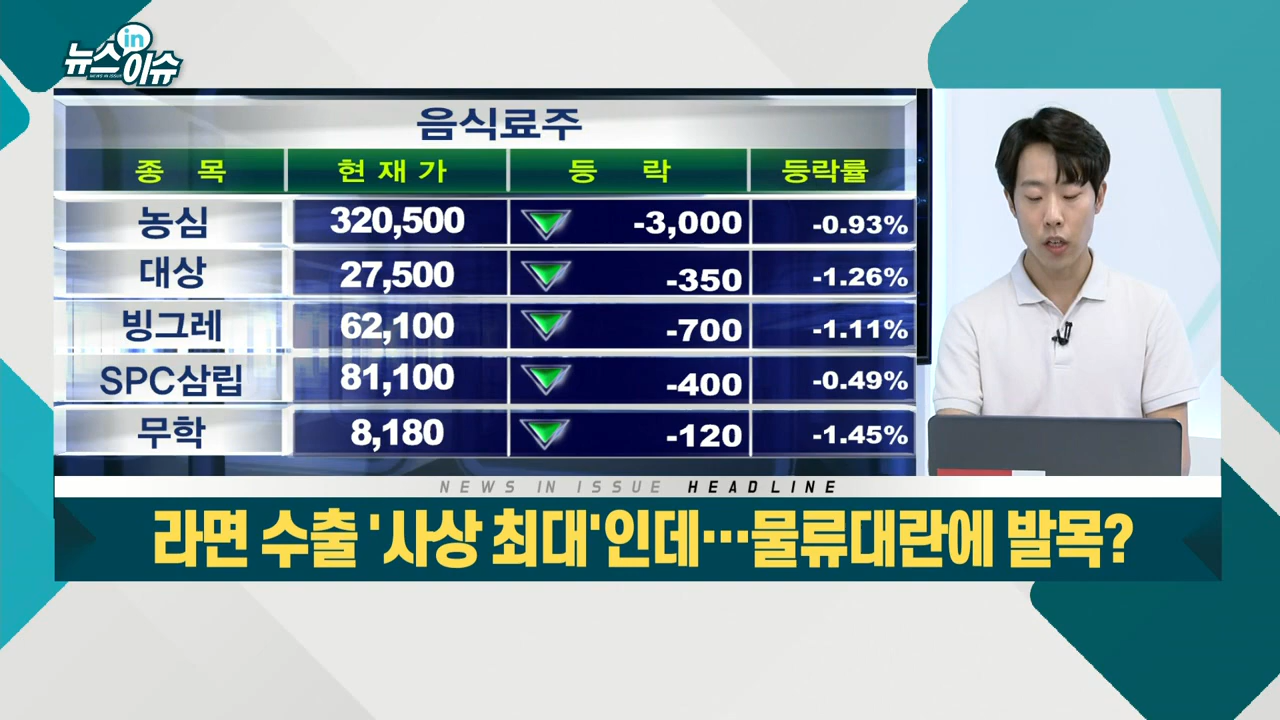 뉴스in이슈
NEWS IN ISSUE
음식료주
종 목 현재가 등 락 등락률
농심 320,500 ▼ -3,000 -0.93%
대상 27,500 ▼ -350 -1.26%
빙그레 62,100 ▼ -700 -1.11%
SPC삼립 81,100 ▼ -400 -0.49%
무학 8,180 ▼ -120 -1.45%
NEWS IN ISSUE HEADLINE
라면 수출 '사상 최대'인데…물류대란에 발목?